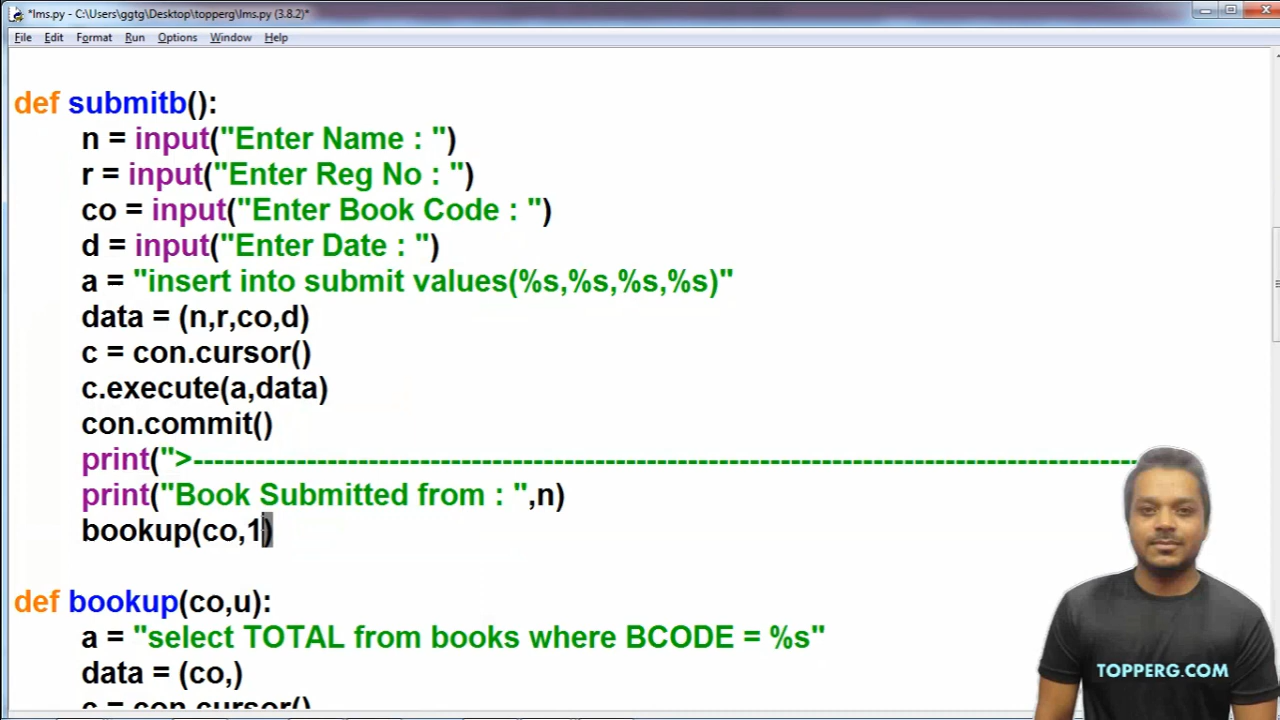 *lms.py - C:\Users\ggtg\Desktop\topperg\lms.py (3.8.2)*
File Edit Format Run Options Window Help
def submitb():
n = input("Enter Name : ")
r = input("Enter Reg No : ")
co = input("Enter Book Code : ")
d = input("Enter Date : ")
a = "insert into submit values(%s,%s,%s,%s)"
data = (n,r,co,d)
c = con.cursor()
c.execute(a,data)
con.commit()
print(">--------------------------------------------------------------------------------------------
print("Book Submitted from : ",n)
bookup(co,1)
def bookup(co,u):
a = "select TOTAL from books where BCODE = %s"
data = (co,)
c = con.cursor()
TOPPERG.COM